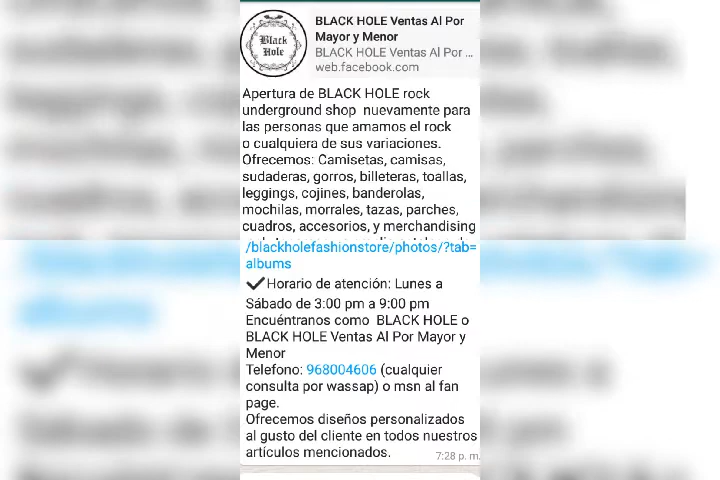 BLACK HOLE Ventas Al Por
Mayor y Menor
BLACK HOLE Ventas Al Por ...
web.facebook.com
Black
Hole
Apertura de BLACK HOLE rock
underground shop nuevamente para
las personas que amamos el rock
o cualquiera de sus variaciones.
Ofrecemos: Camisetas, camisas,
sudaderas, gorros, billeteras, toallas,
leggings, cojines, banderolas,
mochilas, morrales, tazas, parches,
cuadros, accesorios, y merchandising
/blackholefashionstore/photos/?tab=
albums
✔Horario de atención: Lunes a
Sábado de 3:00 pm a 9:00 pm
Encuéntranos como BLACK HOLE o
BLACK HOLE Ventas Al Por Mayor y
Menor
Telefono: 968004606 (cualquier
consulta por wassap) o msn al fan
page.
Ofrecemos diseños personalizados
al gusto del cliente en todos nuestros
artículos mencionados.
7:28 p. m.